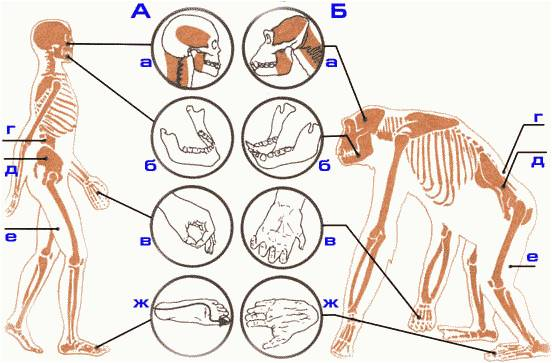 А Б
а а
г г
д д
б б
е в в е
ж ж